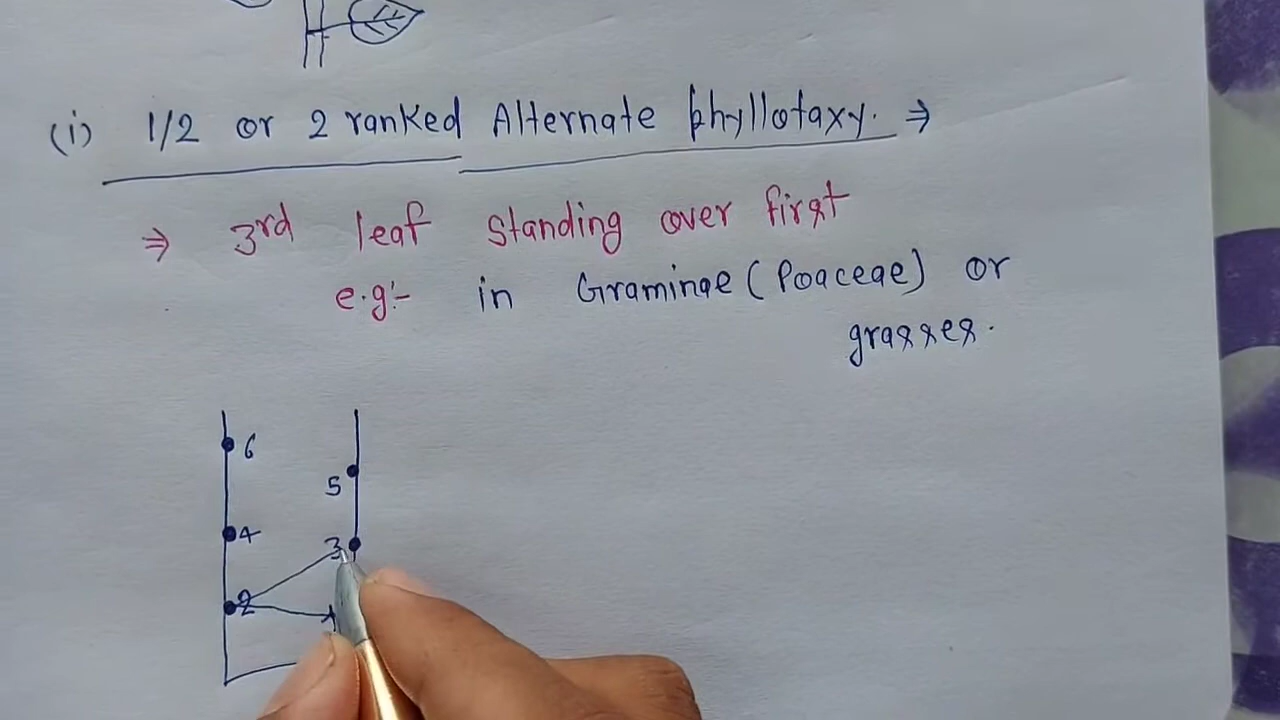 (i) 1/2 or 2 ranked Alternate phyllotaxy. ⇒
⇒ 3rd leaf standing over first
e.g:- in Graminae (Poaceae) or
grasses.
6
5
4
3
2